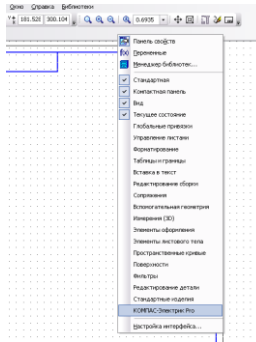 Окно Справка Библиотеки
181.528 300.104 0.6935
Панель свойств
f(x) Переменные
Менеджер библиотек...
Стандартная
Компактная панель
Вид
Текущее состояние
Глобальные привязки
Управление листами
Форматирование
Таблицы и границы
Вставка в текст
Редактирование сборки
Сопряжения
Вспомогательная геометрия
Измерения (3D)
Элементы оформления
Элементы листового тела
Пространственные кривые
Поверхности
Фильтры
Редактирование детали
Стандартные изделия
КОМПАС-Электрик Pro
Настройка интерфейса...